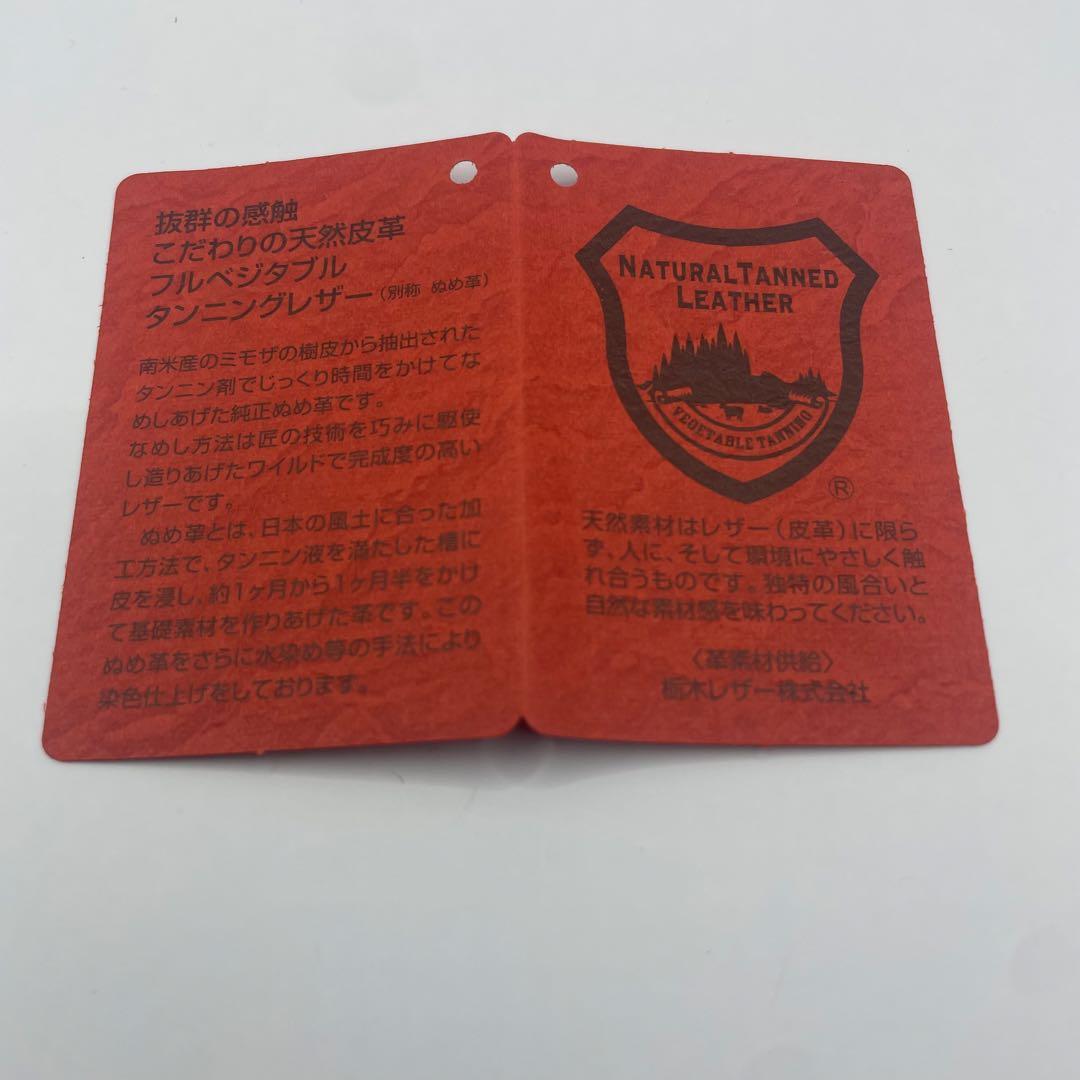 抜群の感触
こだわりの天然皮革
フルベジタブル
タンニングレザー(別称 ぬめ革)
南米産のミモザの樹皮から抽出された
タンニン剤でじっくり時間をかけてな
めしあげた純正ぬめ革です。
なめし方法は匠の技術を巧みに駆使
し造りあげたワイルドで完成度の高い
レザーです。
ぬめ革とは、日本の風土に合った加
工方法で、タンニン液を満たした槽に
皮を浸し、約1ヶ月から1ヶ月半をかけ
て基礎素材を作りあげた革です。この
ぬめ革をさらに水染め等の手法により
染色仕上げをしております。
NATURALTANNED
LEATHER
VEGETABLE TANNING
®
天然素材はレザー(皮革)に限ら
ず、人に、そして環境にやさしく触
れ合うものです。独特の風合いと
自然な素材感を味わってください。
〈革素材供給〉
栃木レザー株式会社